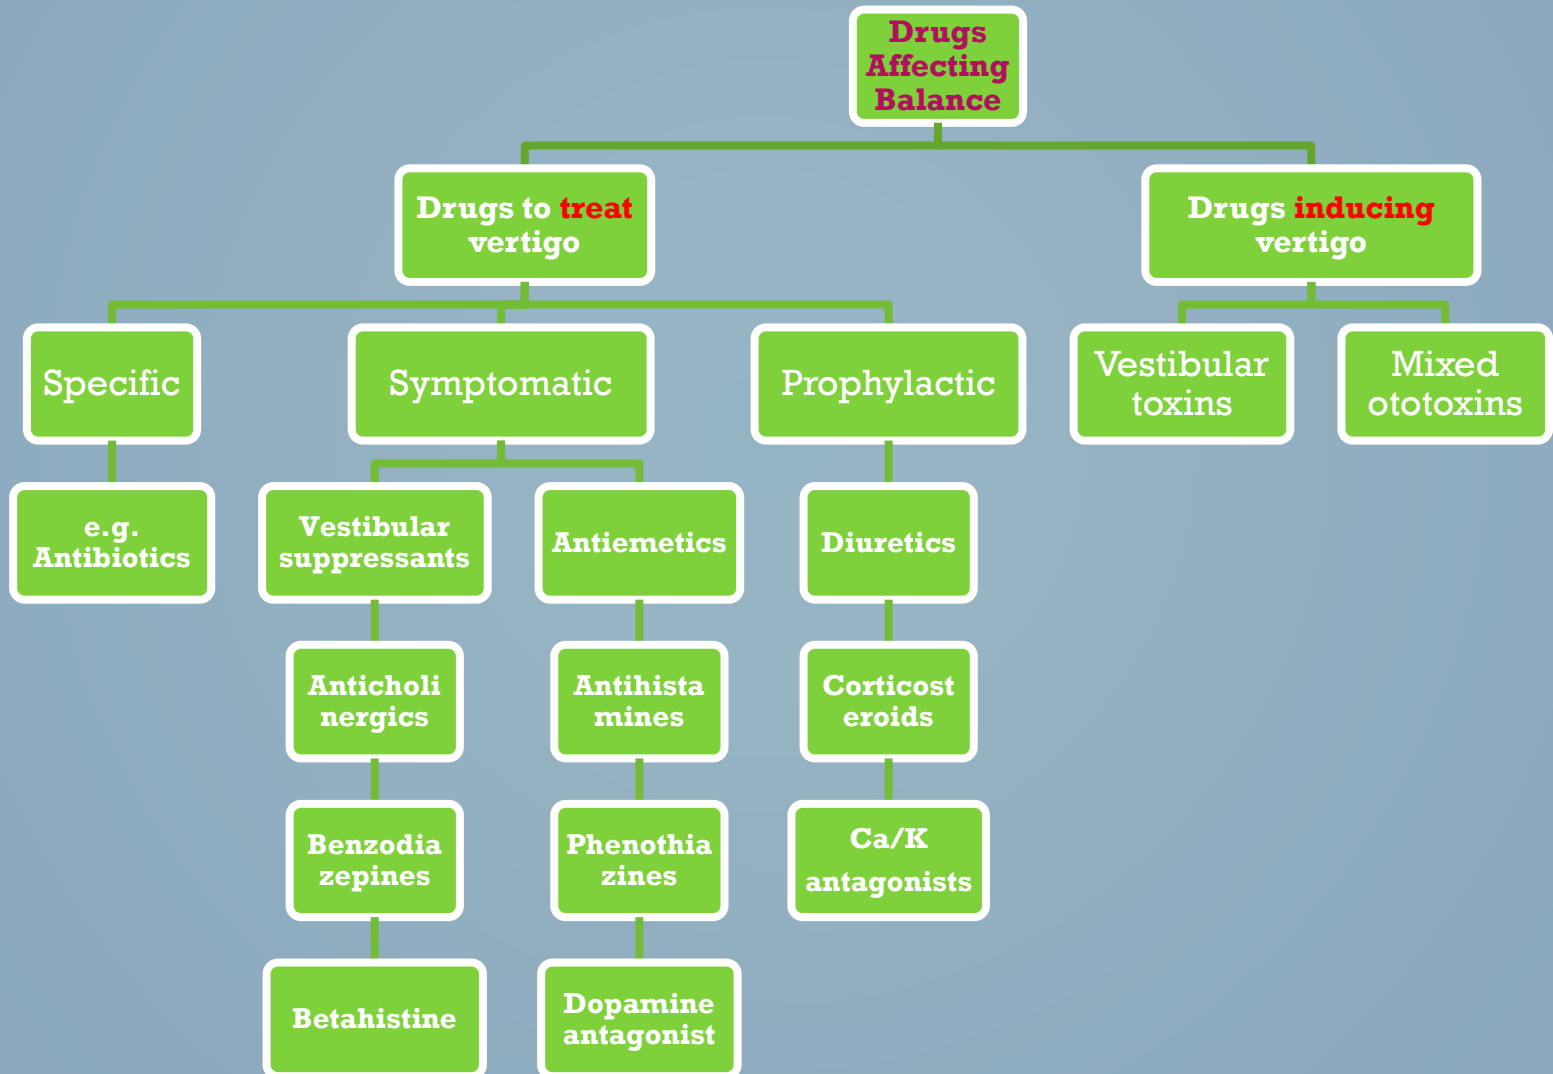 Drugs
Affecting
Balance
Drugs to treat
vertigo
Drugs inducing
vertigo
Specific
Symptomatic
Prophylactic
Vestibular
toxins
Mixed
ototoxins
e.g.
Antibiotics
Vestibular
suppressants
Antiemetics
Diuretics
Anticholi
nergics
Antihista
mines
Corticost
eroids
Benzodia
zepines
Phenothia
zines
Ca/K
antagonists
Betahistine
Dopamine
antagonist